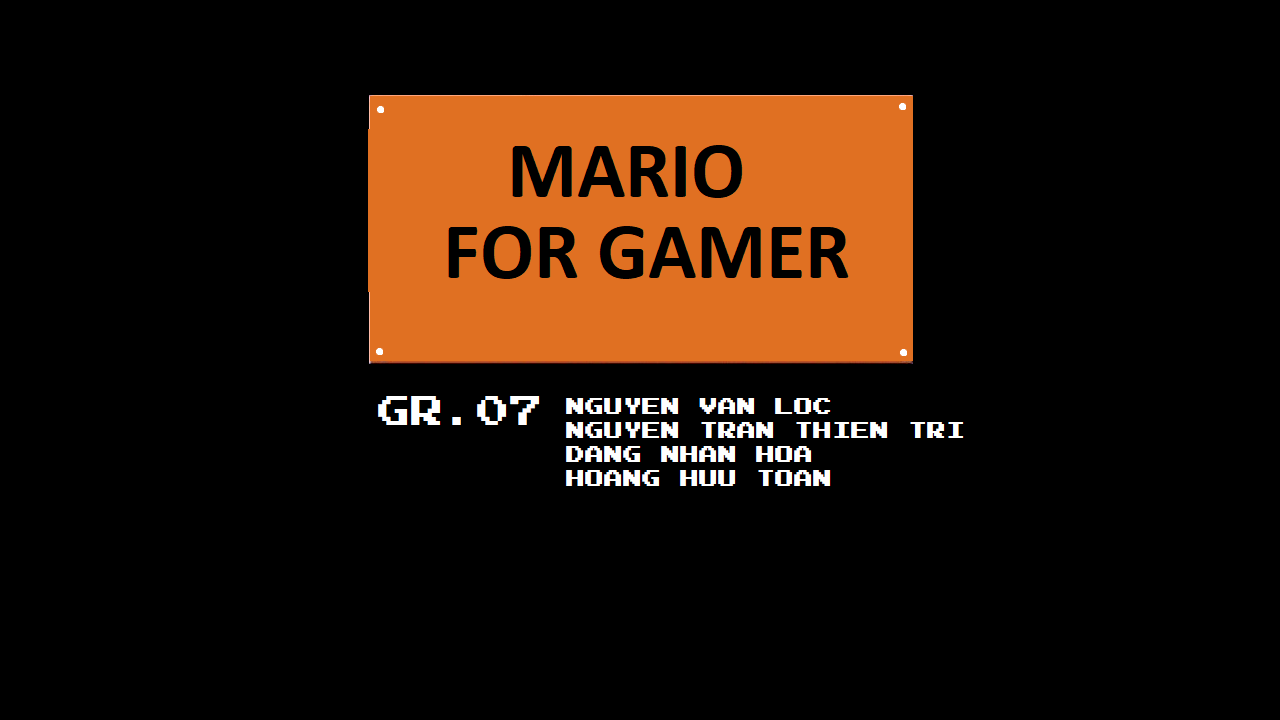 MARIO
FOR GAMER
GR.07
NGUYEN VAN LOC
NGUYEN TRAN THIEN TRI
DANG NHAN HOA
HOANG HUU TOAN